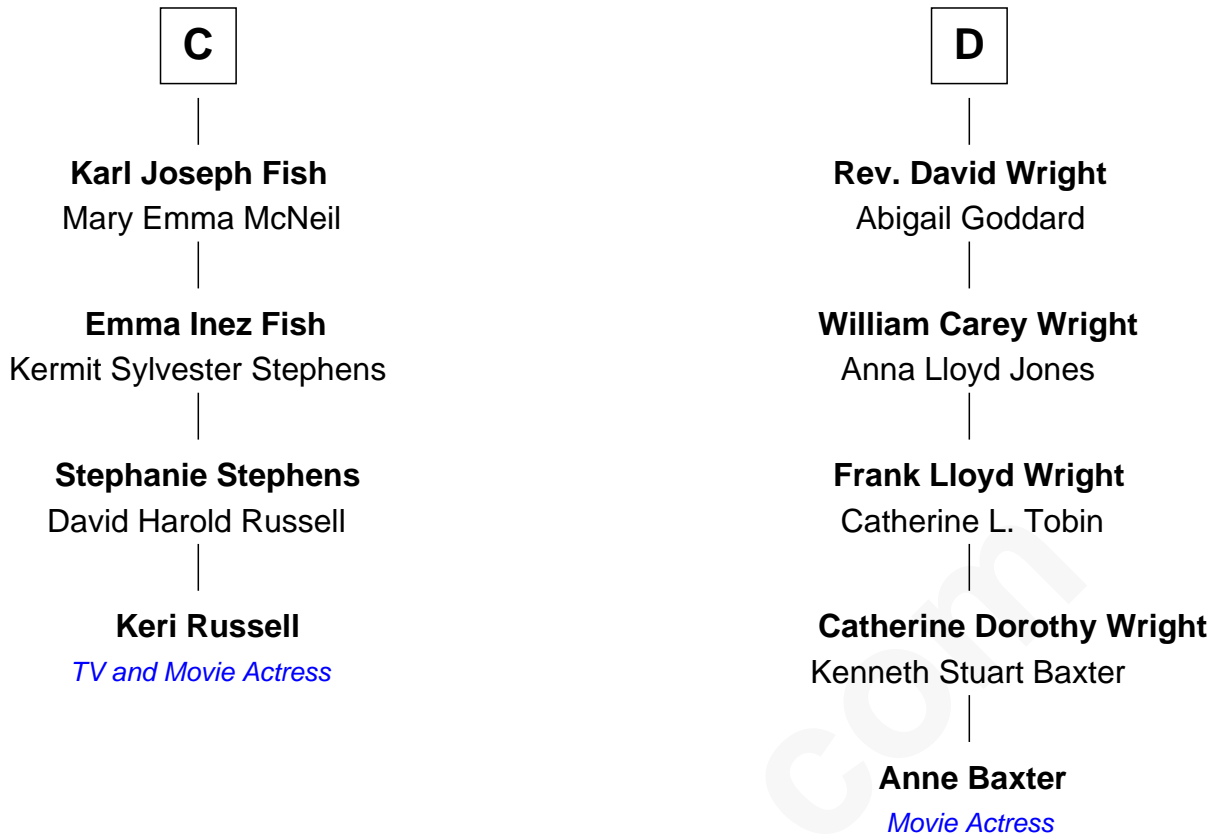 C
Karl Joseph Fish
Mary Emma McNeil
Emma Inez Fish
Kermit Sylvester Stephens
Stephanie Stephens
David Harold Russell
Keri Russell
TV and Movie Actress
D
Rev. David Wright
Abigail Goddard
William Carey Wright
Anna Lloyd Jones
Frank Lloyd Wright
Catherine L. Tobin
Catherine Dorothy Wright
Kenneth Stuart Baxter
Anne Baxter
Movie Actress
com